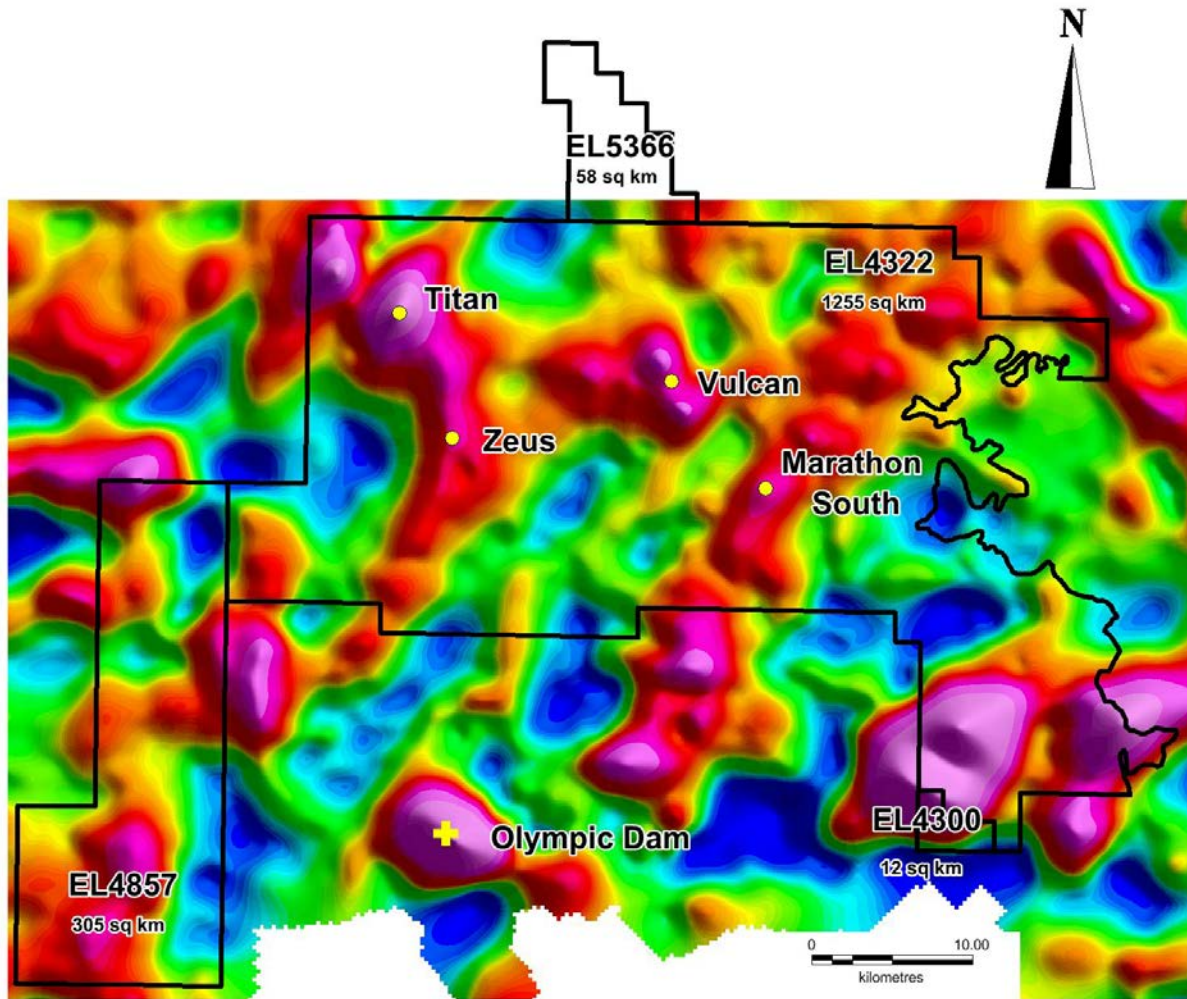 N
EL5366
58 sq km
EL4322
1255 sq km
Titan
Vulcan
Zeus
Marathon
South
Olympic Dam
EL4300
12 sq km
EL4857
305 sq km
0 10.00
kilometres